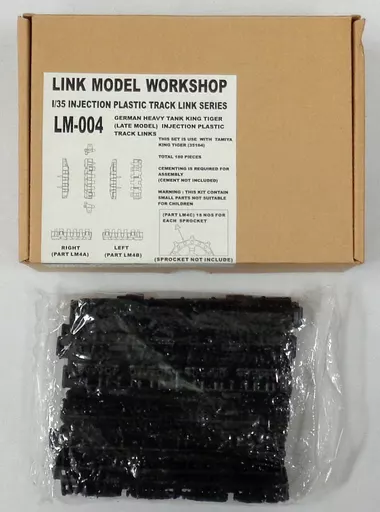 LINK MODEL WORKSHOP
I/35 INJECTION PLASTIC TRACK LINK SERIES
LM-004
GERMAN HEAVY TANK KING TIGER
(LATE MODEL) INJECTION PLASTIC
TRACK LINKS
THIS SET IS USE WITH TAMIYA
KING TIGER (35164)
TOTAL 100 PIECES
CEMENTING IS REQUIRED FOR
ASSEMBLY
(CEMENT NOT INCLUDED)
WARNING : THIS KIT CONTAIN
SMALL PARTS NOT SUITABLE
FOR CHILDREN
(PART LM4C) 18 NOS FOR
EACH SPROCKET
RIGHT
(PART LM4A)
LEFT
(PART LM4B)
(SPROCKET NOT INCLUDE)